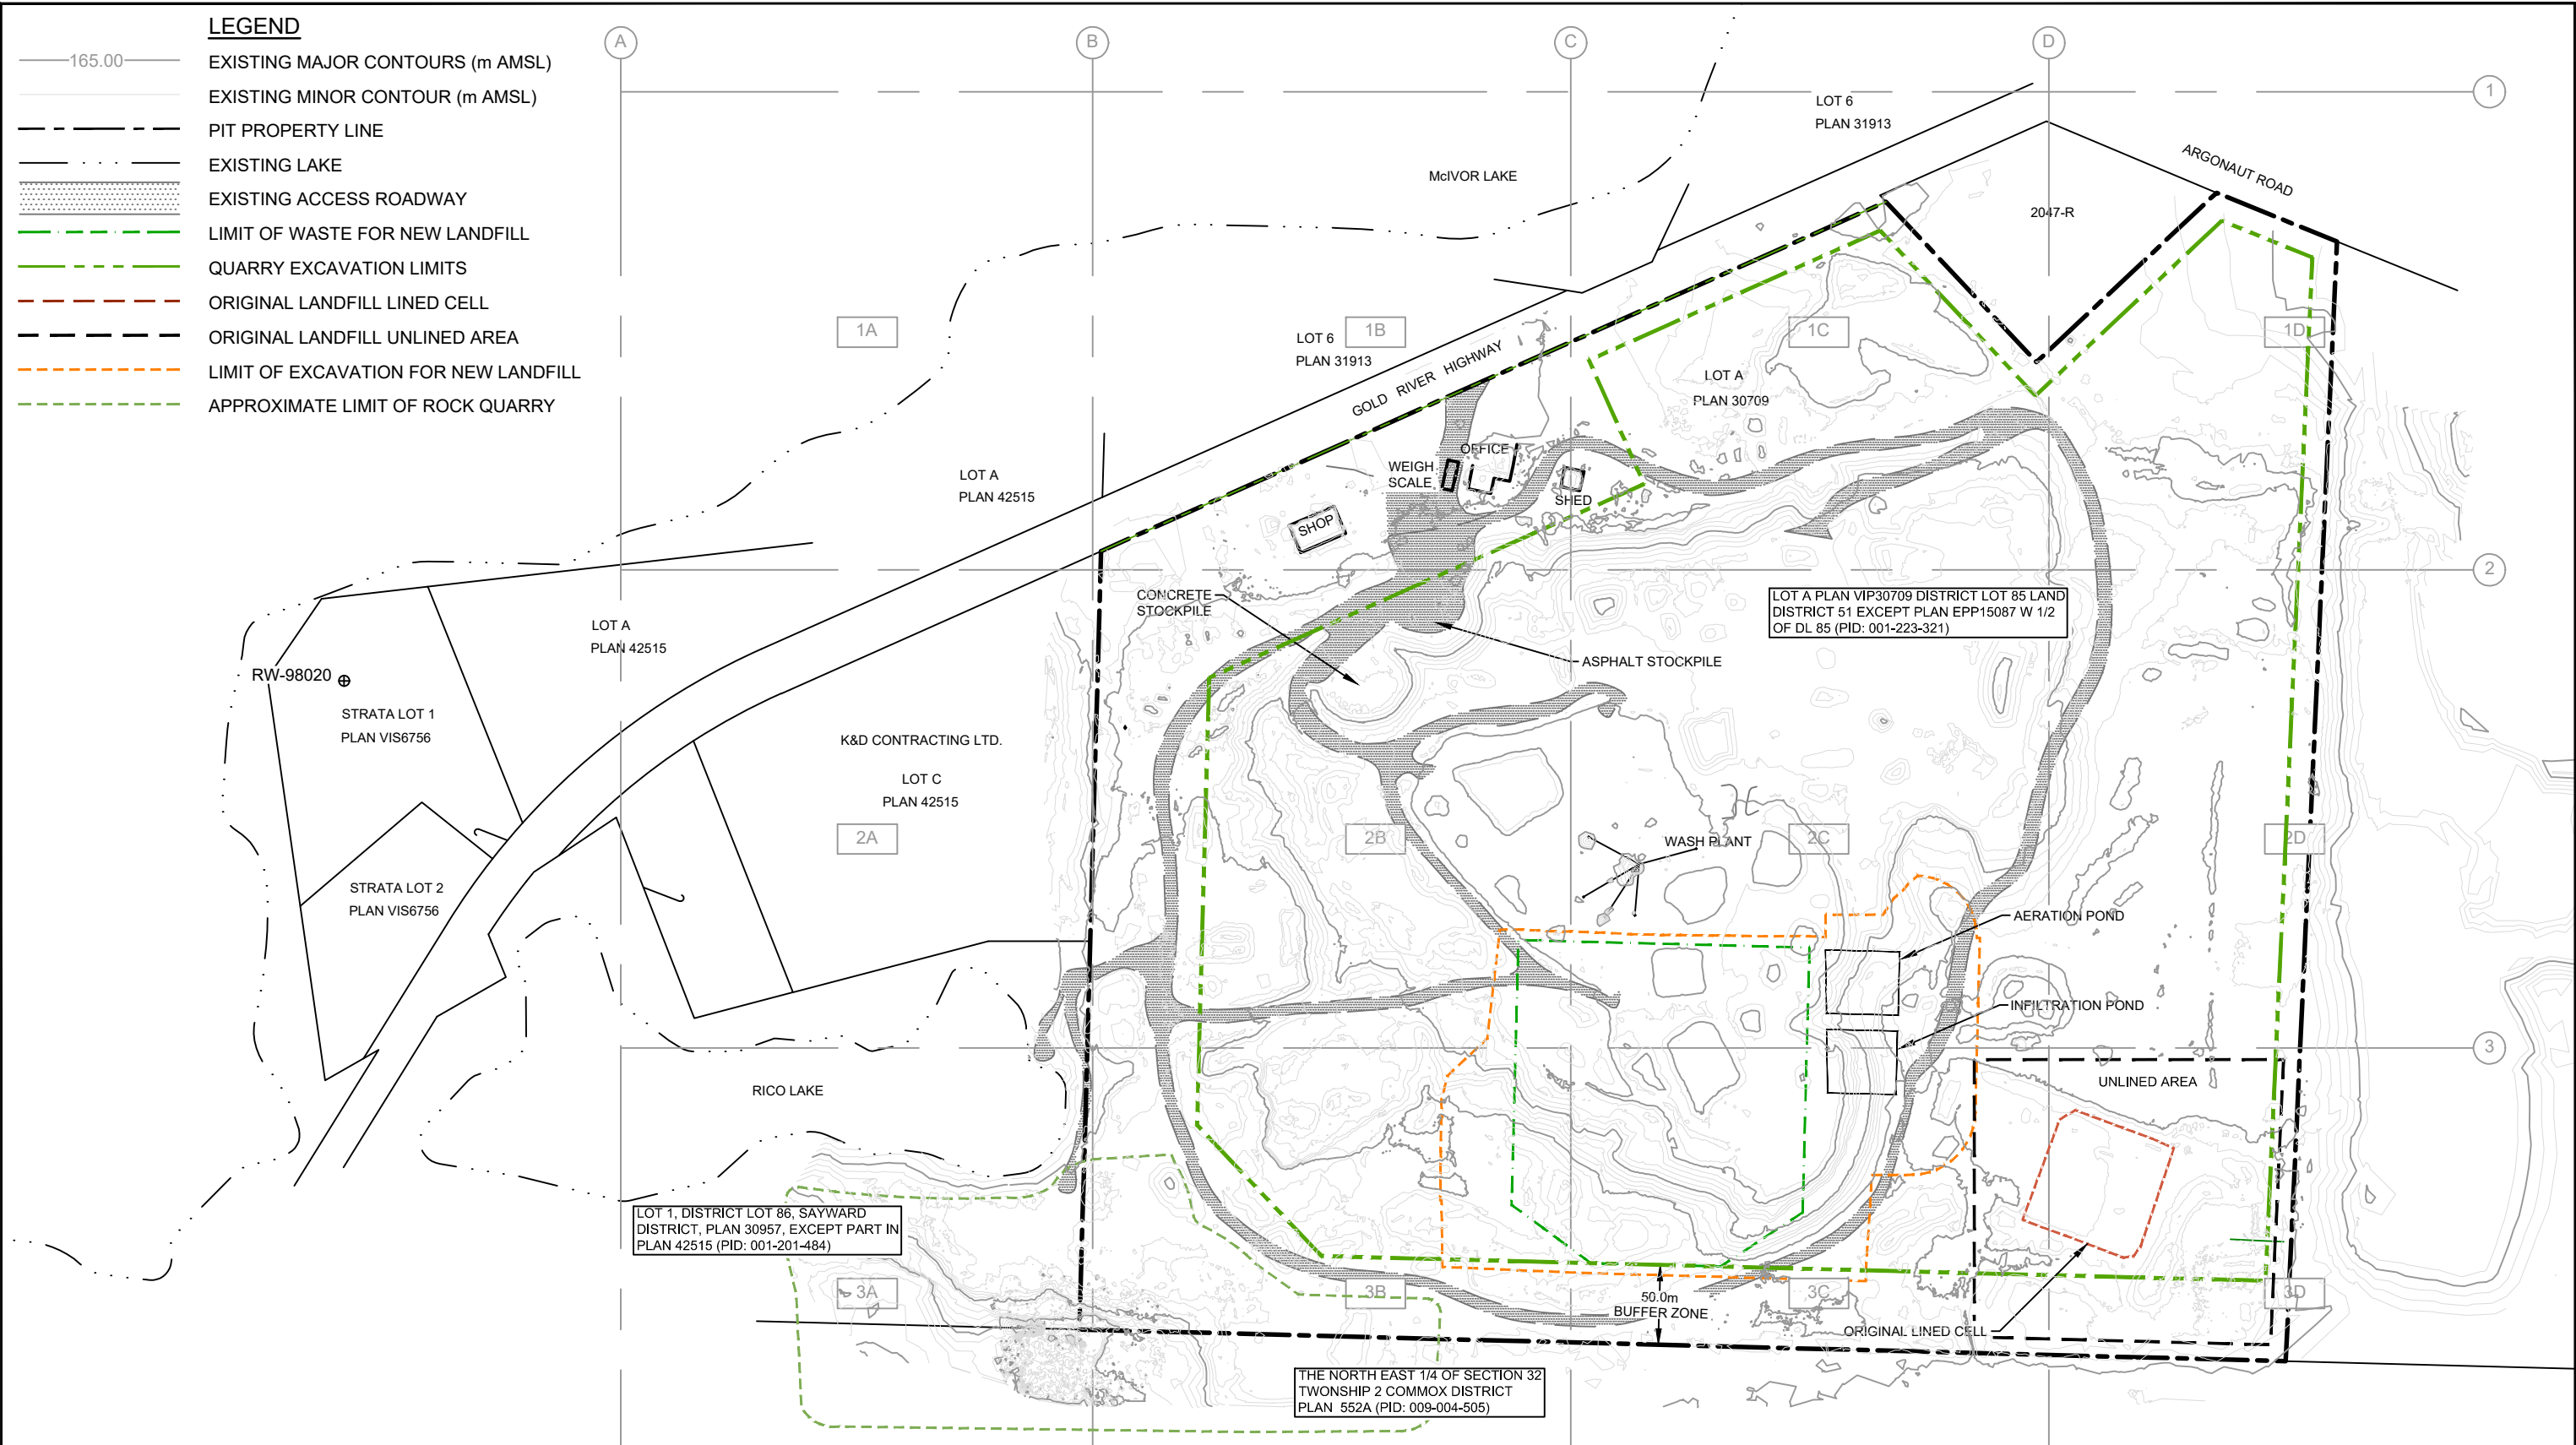 LEGEND
165.00
EXISTING MAJOR CONTOURS (m AMSL)
EXISTING MINOR CONTOUR (m AMSL)
PIT PROPERTY LINE
EXISTING LAKE
EXISTING ACCESS ROADWAY
LIMIT OF WASTE FOR NEW LANDFILL
QUARRY EXCAVATION LIMITS
ORIGINAL LANDFILL LINED CELL
ORIGINAL LANDFILL UNLINED AREA
LIMIT OF EXCAVATION FOR NEW LANDFILL
APPROXIMATE LIMIT OF ROCK QUARRY
A
B
C
D
1
LOT 6
PLAN 31913
McIVOR LAKE
ARGONAUT ROAD
2047-R
1A
1B
1C
1D
LOT 6
PLAN 31913
GOLD RIVER HIGHWAY
LOT A
PLAN 30709
OFFICE
WEIGH
SCALE
SHED
SHOP
LOT A
PLAN 42515
2
CONCRETE
STOCKPILE
LOT A PLAN VIP30709 DISTRICT LOT 85 LAND
DISTRICT 51 EXCEPT PLAN EPP15087 W 1/2
OF DL 85 (PID: 001-223-321)
LOT A
PLAN 42515
ASPHALT STOCKPILE
RW-98020
STRATA LOT 1
PLAN VIS6756
K&D CONTRACTING LTD.
LOT C
PLAN 42515
2A
2B
WASH PLANT
2C
2D
STRATA LOT 2
PLAN VIS6756
AERATION POND
INFILTRATION POND
3
RICO LAKE
UNLINED AREA
LOT 1, DISTRICT LOT 86, SAYWARD
DISTRICT, PLAN 30957, EXCEPT PART IN
PLAN 42515 (PID: 001-201-484)
3A
3B
50.0m
BUFFER ZONE
3C
3D
ORIGINAL LINED CELL
THE NORTH EAST 1/4 OF SECTION 32
TWONSHIP 2 COMMOX DISTRICT
PLAN 552A (PID: 009-004-505)